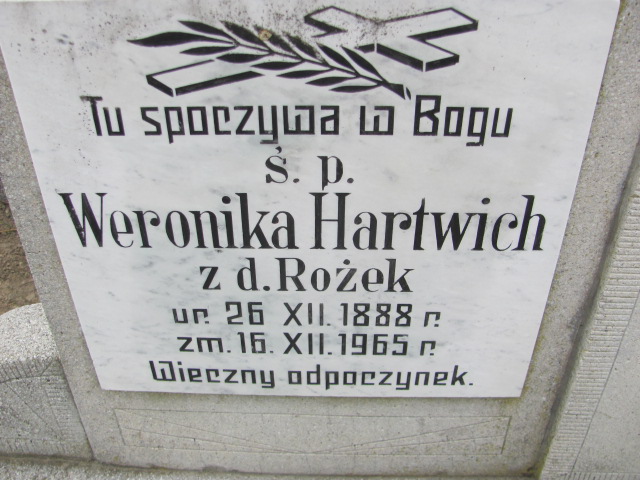 Tu spoczywa w Bogu
ś. p.
Weronika Hartwich
z d. Rożek
ur. 26 XII. 1888 r.
zm. 16. XII. 1965 r.
Wieczny odpoczynek.